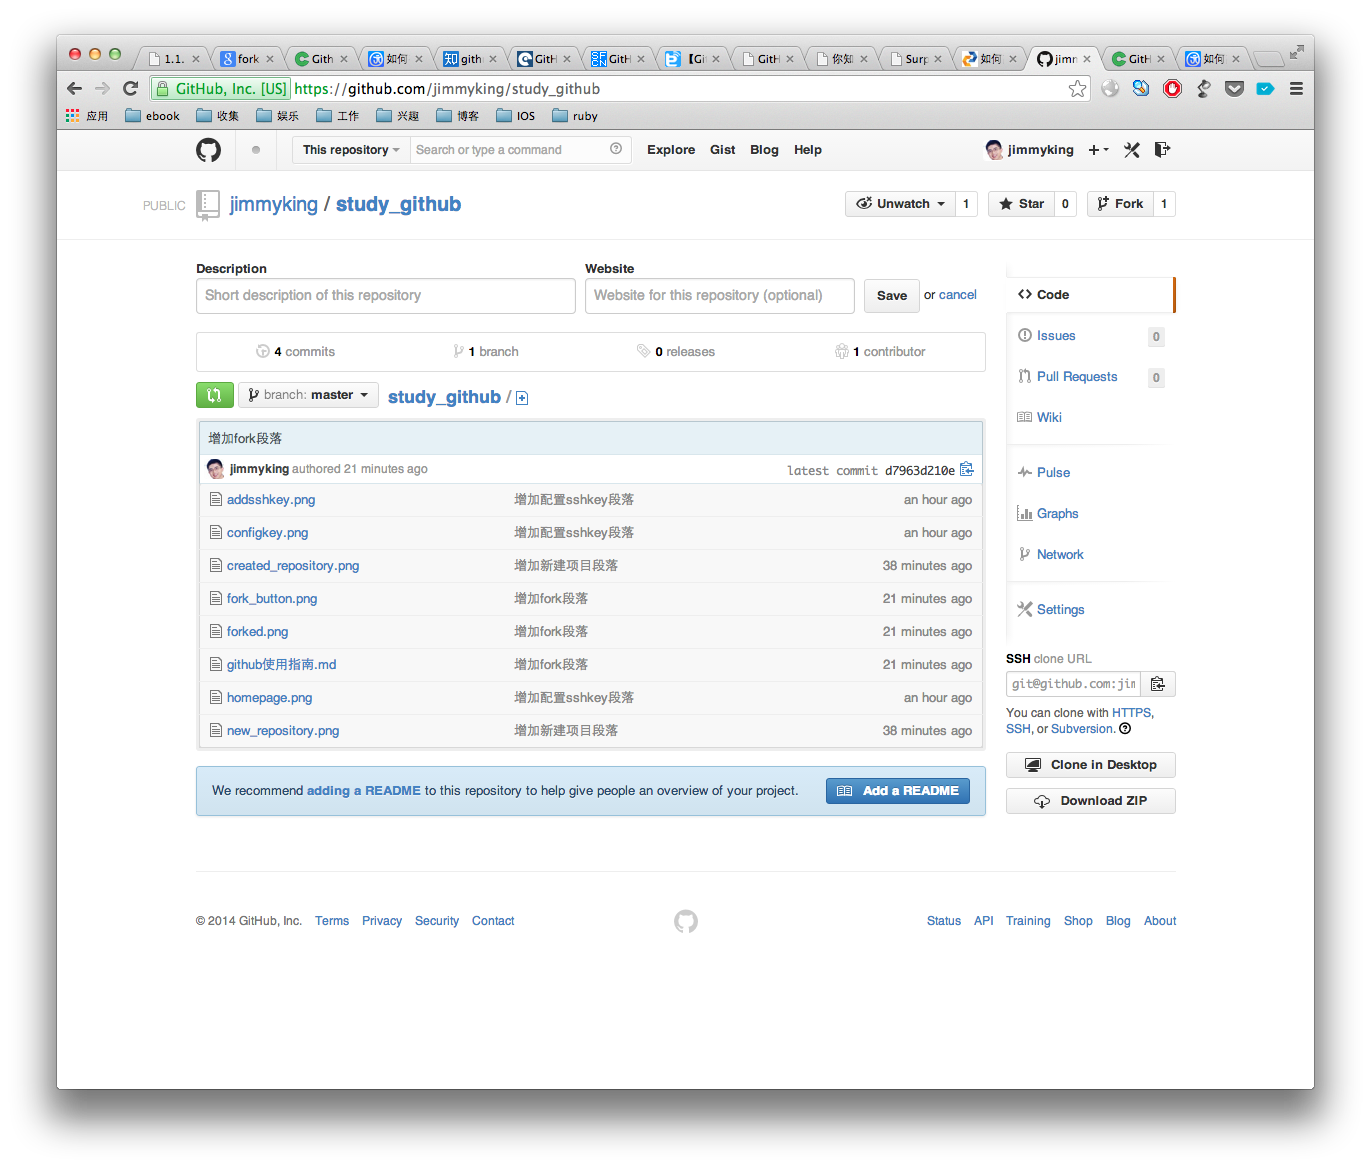 1.1. fork Gith 如何 gith GitH GitH 【Gi GitH 你知 Surp 如何 jimm GitH 如何
GitHub, Inc. [US] https://github.com/jimmyking/study_github
应用 ebook 收集 娱乐 工作 兴趣 博客 IOS ruby
This repository Search or type a command Explore Gist Blog Help jimmyking
PUBLIC jimmyking / study_github Unwatch 1 Star 0 Fork 1
Description Website
Short description of this repository Website for this repository (optional) Save or cancel
4 commits 1 branch 0 releases 1 contributor
branch: master study_github /
增加fork段落
jimmyking authored 21 minutes ago latest commit d7963d210e
addsshkey.png 增加配置sshkey段落 an hour ago
configkey.png 增加配置sshkey段落 an hour ago
created_repository.png 增加新建项目段落 38 minutes ago
fork_button.png 增加fork段落 21 minutes ago
forked.png 增加fork段落 21 minutes ago
github使用指南.md 增加fork段落 21 minutes ago
homepage.png 增加配置sshkey段落 an hour ago
new_repository.png 增加新建项目段落 38 minutes ago
We recommend adding a README to this repository to help give people an overview of your project. Add a README
Code
Issues 0
Pull Requests 0
Wiki
Pulse
Graphs
Network
Settings
SSH clone URL
git@github.com:jim
You can clone with HTTPS,
SSH, or Subversion.
Clone in Desktop
Download ZIP
© 2014 GitHub, Inc. Terms Privacy Security Contact Status API Training Shop Blog About